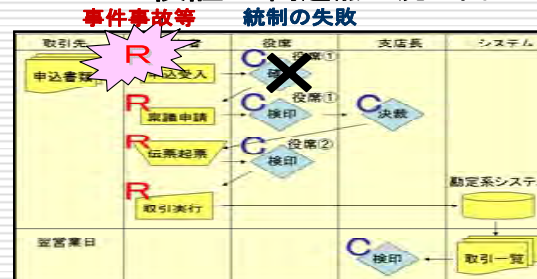 事件事故等 統制の失敗
取引先 者 役席 支店長 システム
R
申込書類 申込受入 C 役席①
R 稟議申請 C 役席① 検印 C 決裁
R 伝票起票 C 役席② 検印
R 取引実行 勘定系システ
翌営業日 C 検印 取引一覧